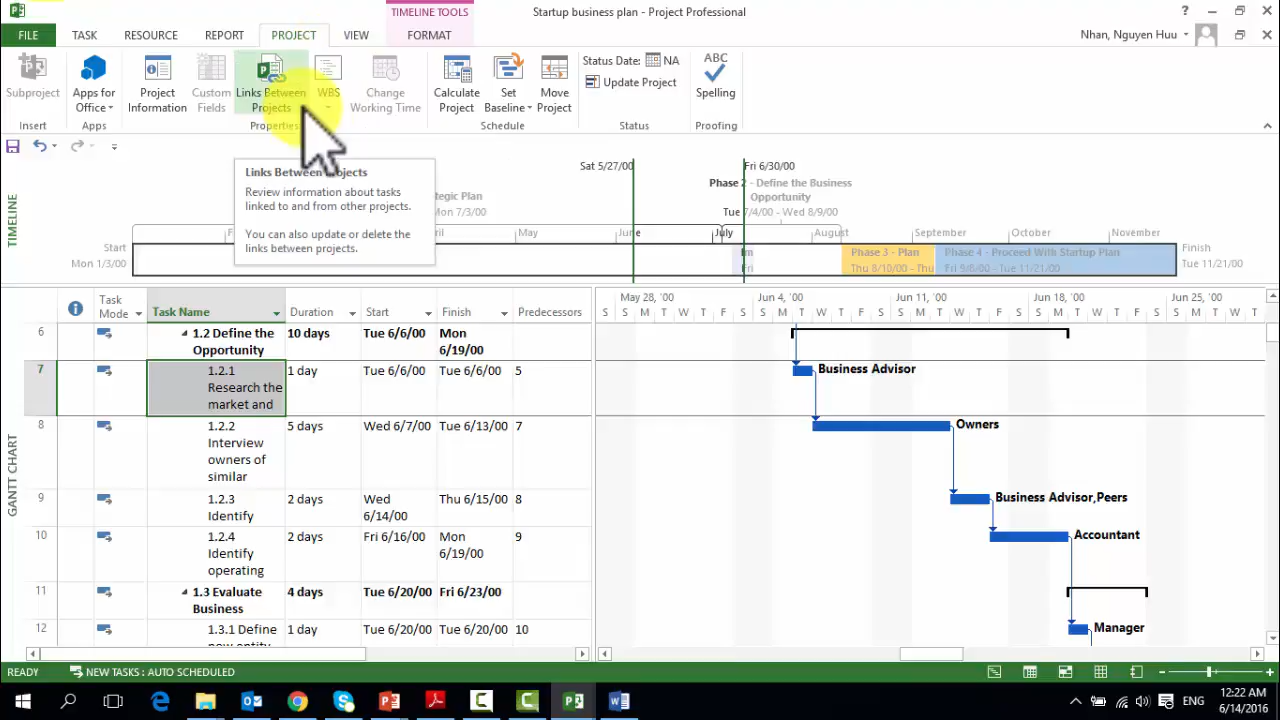 TIMELINE TOOLS
Startup business plan - Project Professional
?
FILE TASK RESOURCE REPORT PROJECT VIEW FORMAT
Nhan, Nguyen Huu
Subproject
Apps for
Office
Project
Information
Custom
Fields
Links Between
Projects
WBS
Change
Working Time
Calculate
Project
Set
Baseline
Move
Project
Status Date: NA
Update Project
ABC
Spelling
Insert Apps Properties Schedule Status Proofing
Links Between Projects
Review information about tasks
linked to and from other projects.
You can also update or delete the
links between projects.
TIMELINE
Sat 5/27/00
Fri 6/30/00
Phase 2 - Define the Business
Opportunity
Tue 7/4/00 - Wed 8/9/00
tegic Plan
Mon 7/3/00
May June July August September October November
Start
Mon 1/3/00
Phase 3 - Plan
Thu 8/10/00 - Thu
Phase 4 - Proceed With Startup Plan
Fri 9/8/00 - Tue 11/21/00
Finish
Tue 11/21/00
GANTT CHART
Task
Mode
Task Name Duration Start Finish Predecessors
May 28, '00 Jun 4, '00 Jun 11, '00 Jun 18, '00 Jun 25, '00
S S M T W T F S S M T W T F S S M T W T F S S M T W T F S S M T W T
6 1.2 Define the
Opportunity 10 days Tue 6/6/00 Mon
6/19/00
7 1.2.1
Research the
market and 1 day Tue 6/6/00 Tue 6/6/00 5
Business Advisor
8 1.2.2
Interview
owners of
similar 5 days Wed 6/7/00 Tue 6/13/00 7
Owners
9 1.2.3
Identify 2 days Wed
6/14/00 Thu 6/15/00 8
Business Advisor,Peers
10 1.2.4
Identify
operating 2 days Fri 6/16/00 Mon
6/19/00 9
Accountant
11 1.3 Evaluate
Business 4 days Tue 6/20/00 Fri 6/23/00
12 1.3.1 Define
new entity 1 day Tue 6/20/00 Tue 6/20/00 10
Manager
READY NEW TASKS : AUTO SCHEDULED
ENG
12:22 AM
6/14/2016